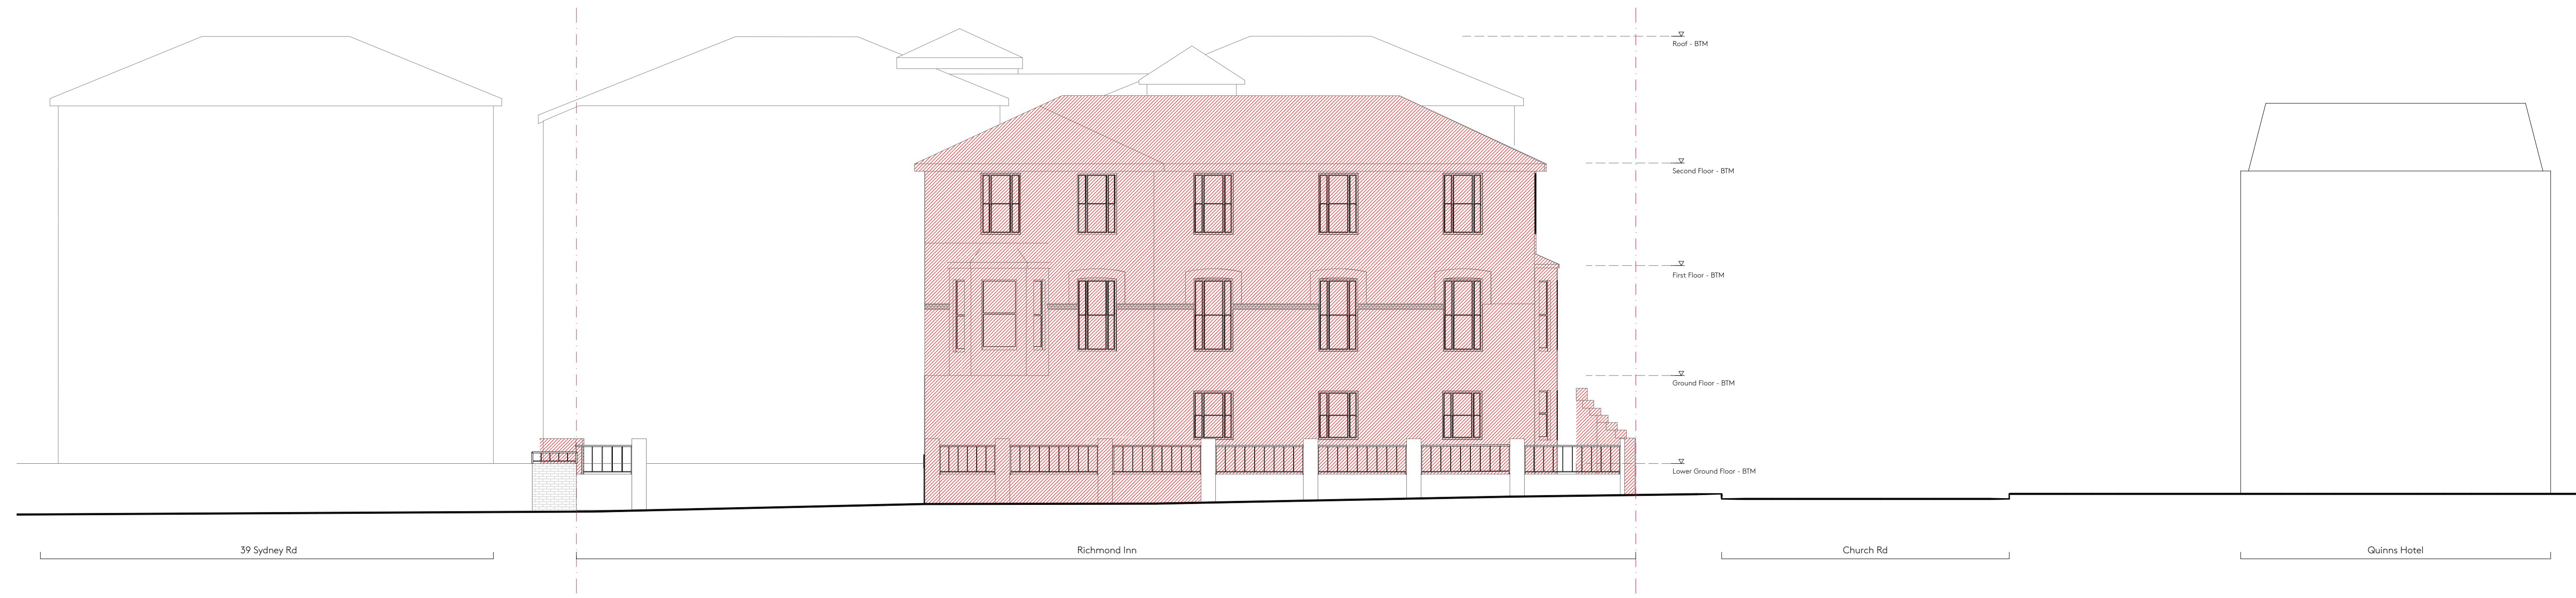 Roof - BTM
Second Floor - BTM
First Floor - BTM
Ground Floor - BTM
Lower Ground Floor - BTM
39 Sydney Rd
Richmond Inn
Church Rd
Quinns Hotel